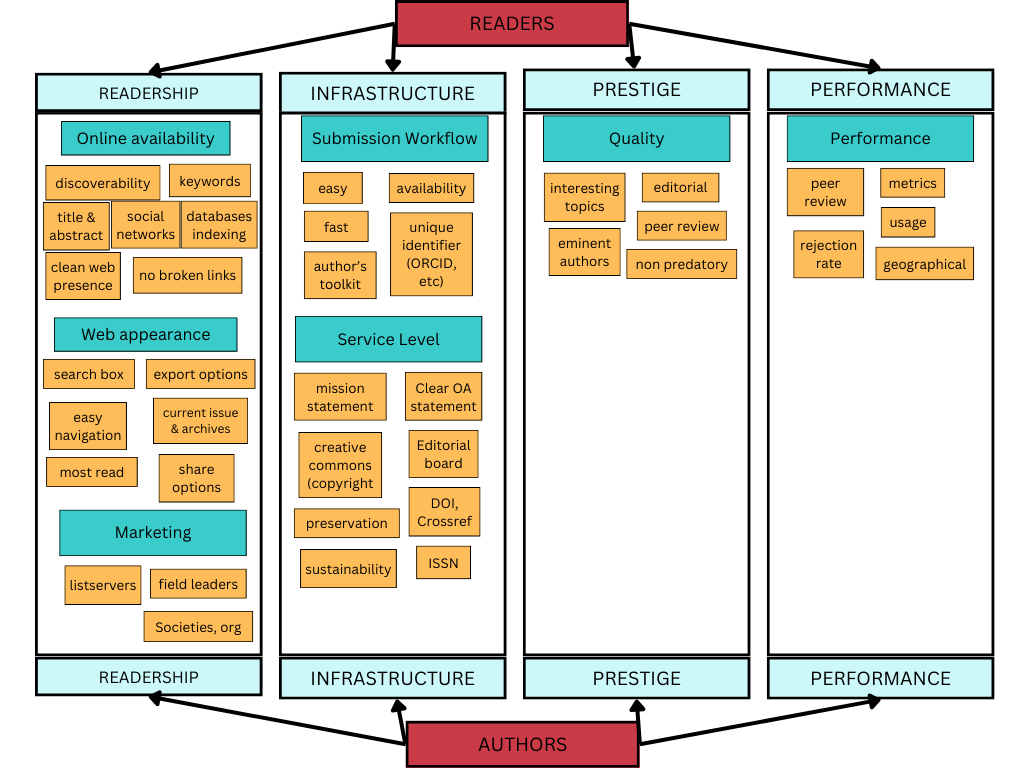 READERS
READERSHIP
INFRASTRUCTURE
PRESTIGE
PERFORMANCE
Online availability
discoverability
keywords
title &
abstract
social
networks
databases
indexing
clean web
presence
no broken links
Web appearance
search box
export options
easy
navigation
current issue
& archives
most read
share
options
Marketing
listservers
field leaders
Societies, org
Submission Workflow
easy
availability
fast
unique
identifier
(ORCID,
etc)
author's
toolkit
Service Level
mission
statement
Clear OA
statement
creative
commons
(copyright
Editorial
board
preservation
DOI,
Crossref
sustainability
ISSN
Quality
interesting
topics
editorial
peer review
eminent
authors
non predatory
Performance
peer
review
metrics
usage
rejection
rate
geographical
READERSHIP
INFRASTRUCTURE
PRESTIGE
PERFORMANCE
AUTHORS